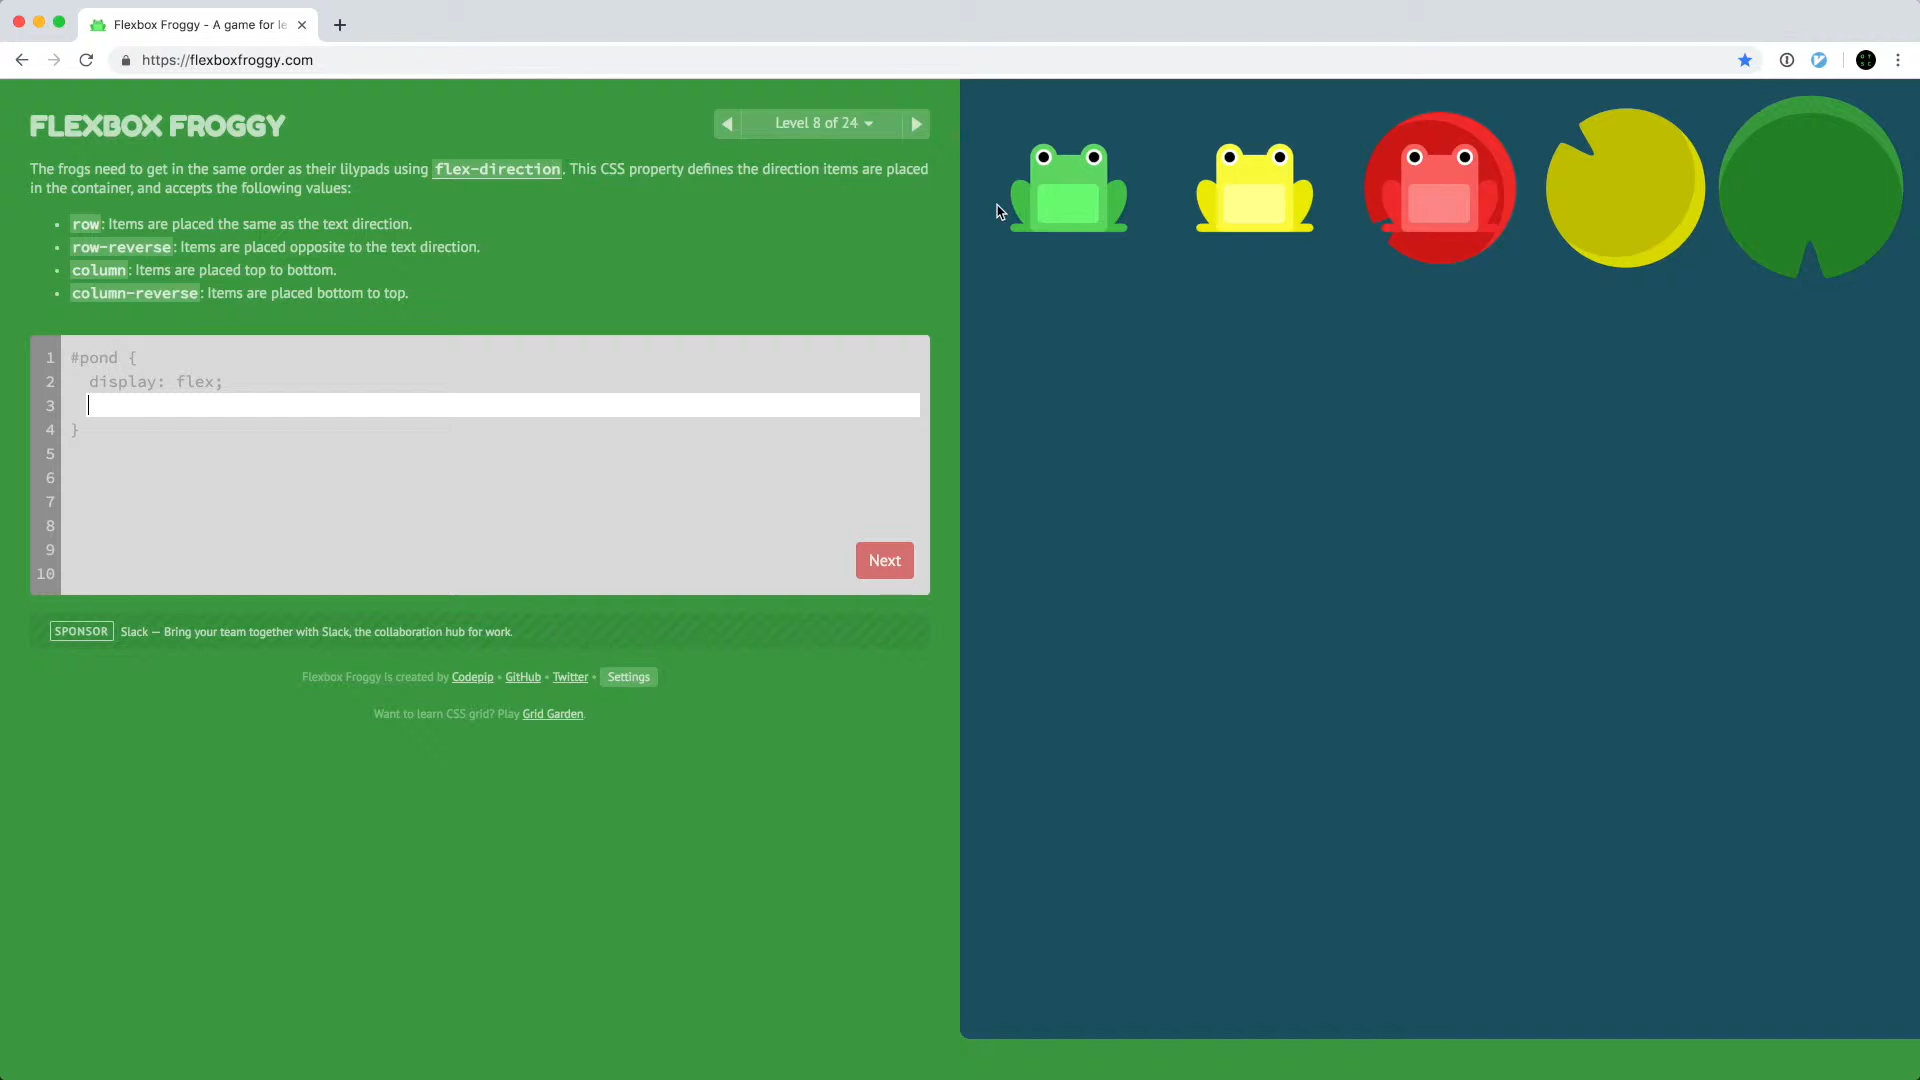 Flexbox Froggy - A game for le
https://flexboxfroggy.com
FLEXBOX FROGGY
Level 8 of 24
The frogs need to get in the same order as their lilypads using flex-direction. This CSS property defines the direction items are placed
in the container, and accepts the following values:
• row: Items are placed the same as the text direction.
• row-reverse: Items are placed opposite to the text direction.
• column: Items are placed top to bottom.
• column-reverse: Items are placed bottom to top.
1 #pond {
2 display: flex;
3
4 }
5
6
7
8
9
10
Next
SPONSOR Slack — Bring your team together with Slack, the collaboration hub for work.
Flexbox Froggy is created by Codepip • GitHub • Twitter • Settings
Want to learn CSS grid? Play Grid Garden.